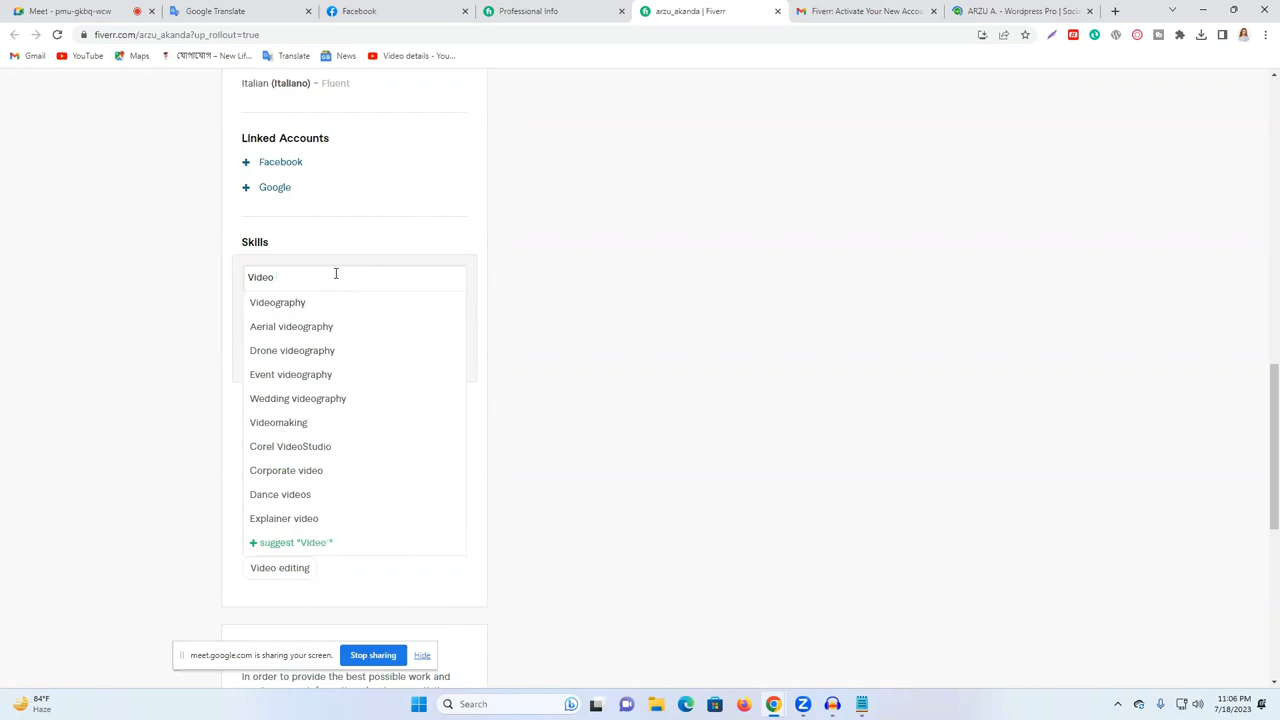 Meet - pmu-gkbq-wcw
Google Translate
Facebook
Professional Info
arzu_akanda | Fiverr
Fiverr: Activate Your New Accou
ARZU A. - Wordpress Pro | Socia
fiverr.com/arzu_akanda?up_rollout=true
Gmail
YouTube
Maps
যোগাযোগ – New Lif...
Translate
News
Video details - You...
Italian (Italiano) - Fluent
Linked Accounts
+ Facebook
+ Google
Skills
Video
Videography
Aerial videography
Drone videography
Event videography
Wedding videography
Videomaking
Corel VideoStudio
Corporate video
Dance videos
Explainer video
+ suggest "Video "
Video editing
meet.google.com is sharing your screen.
Stop sharing
Hide
In order to provide the best possible work and
84°F
Haze
Search
11:06 PM
7/18/2023